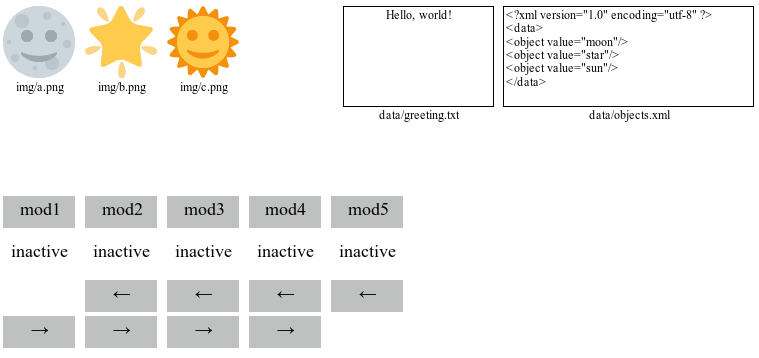 img/a.png
img/b.png
img/c.png
Hello, world!
data/greeting.txt
<?xml version="1.0" encoding="utf-8" ?>
<data>
<object value="moon"/>
<object value="star"/>
<object value="sun"/>
</data>
data/objects.xml
mod1 mod2 mod3 mod4 mod5
inactive inactive inactive inactive inactive
← ← ← ←
→ → → →